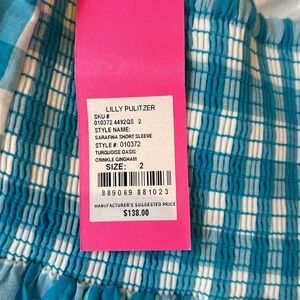 LILLY PULITZER
SKU #
010372 4492QS 2
STYLE NAME:
SARAFINA SHORT SLEEVE
STYLE #: 010372
TURQUOISE OASIS
CRINKLE GINGHAM
SIZE: 2
889069 881023
MANUFACTURER'S SUGGESTED PRICE
$138.00